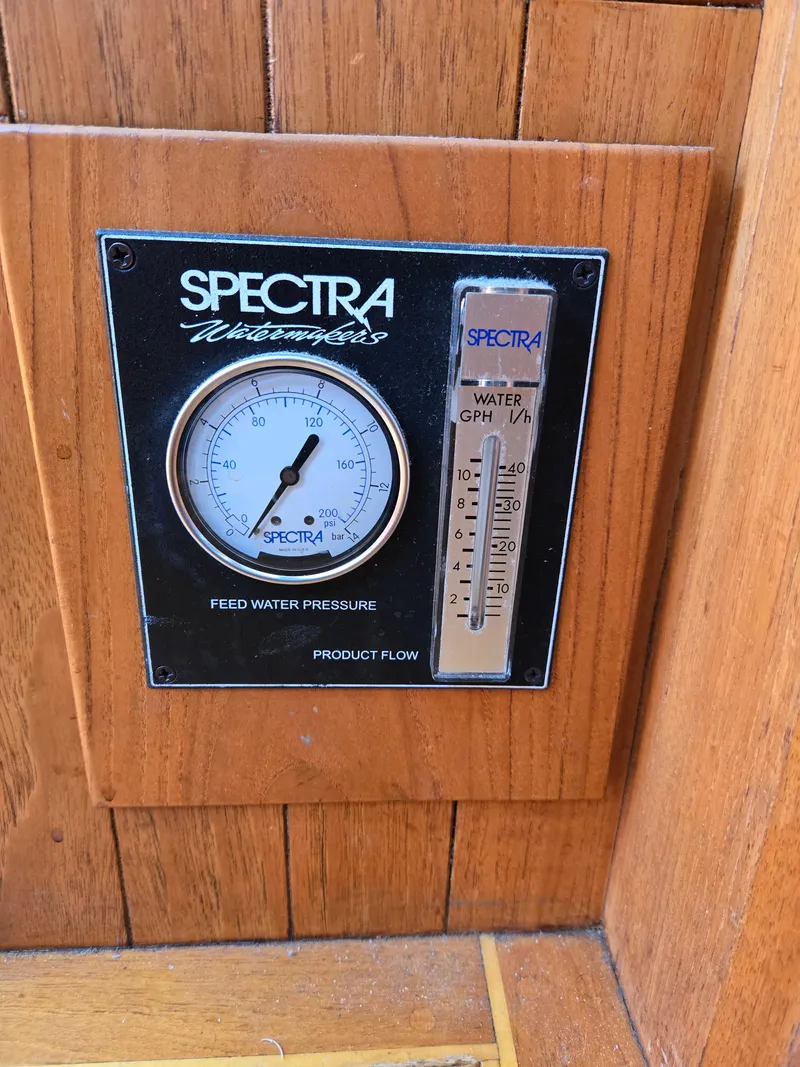 SPECTRA
Watermakers
SPECTRA
WATER
GPH l/h
10 40
8 30
6 20
4 10
2
6 8
4 10
2 12
0 14
80 120
40 160
0 200
psi
bar
SPECTRA
FEED WATER PRESSURE
PRODUCT FLOW